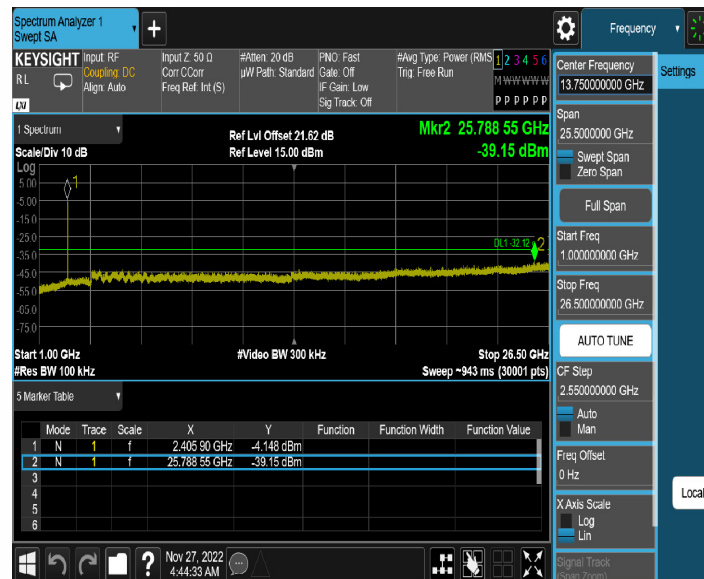 Spectrum Analyzer 1
Swept SA
+
Frequency
KEYSIGHT
RL
LXI
Input: RF
Coupling: DC
Align: Auto
Input Z: 50 Ω
Corr CCorr
Freq Ref: Int (S)
#Atten: 20 dB
µW Path: Standard
PNO: Fast
Gate: Off
IF Gain: Low
Sig Track: Off
#Avg Type: Power (RMS
Trig: Free Run
1 2 3 4 5 6
M W W W W W
P P P P P P
1 Spectrum
Scale/Div 10 dB
Ref Lvl Offset 21.62 dB
Ref Level 15.00 dBm
Mkr2 25.788 55 GHz
-39.15 dBm
Log
5.00
-5.00
-15.0
-25.0
-35.0
-45.0
-55.0
-65.0
-75.0
1
DL1 -32.12
2
Start 1.00 GHz
#Res BW 100 kHz
#Video BW 300 kHz
Stop 26.50 GHz
Sweep ~943 ms (30001 pts)
5 Marker Table
Mode Trace Scale X Y Function Function Width Function Value
1 N 1 f 2.405 90 GHz -4.148 dBm
2 N 1 f 25.788 55 GHz -39.15 dBm
3
4
5
6
?
Nov 27, 2022
4:44:33 AM
Center Frequency
13.750000000 GHz
Settings
Span
25.5000000 GHz
Swept Span
Zero Span
Full Span
Start Freq
1.000000000 GHz
Stop Freq
26.500000000 GHz
AUTO TUNE
CF Step
2.550000000 GHz
Auto
Man
Freq Offset
0 Hz
X Axis Scale
Log
Lin
Local
Signal Track
(Span Zoom)